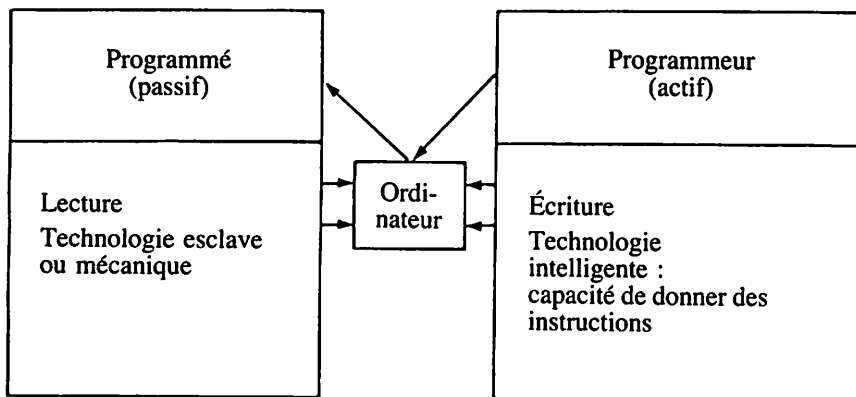 Programmé
(passif)
Lecture
Technologie esclave
ou mécanique
Ordi-
nateur
Programmeur
(actif)
Écriture
Technologie
intelligente :
capacité de donner des
instructions